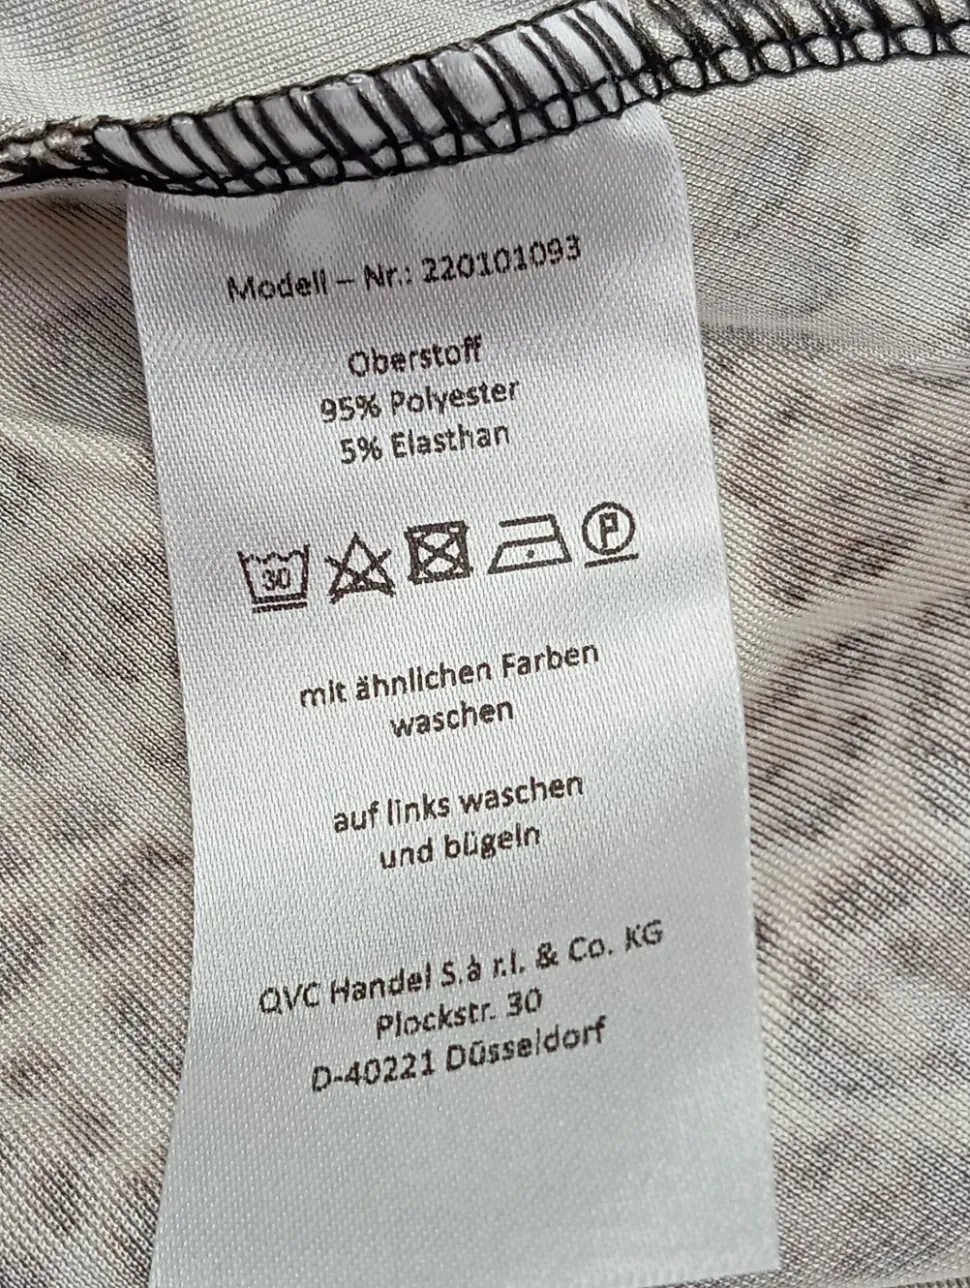 Modell – Nr.: 220101093
Oberstoff
95% Polyester
5% Elasthan
30 P
mit ähnlichen Farben
waschen
auf links waschen
und bügeln
QVC Handel S.à r.l. & Co. KG
Plockstr. 30
D-40221 Düsseldorf